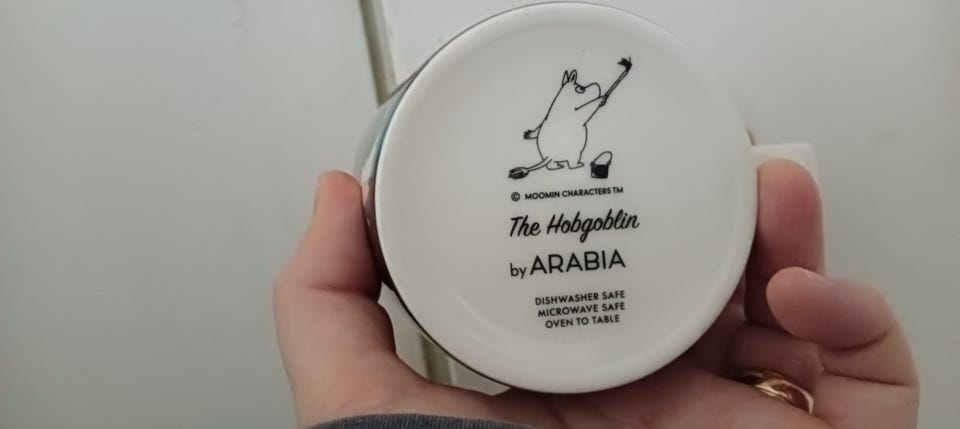 © MOOMIN CHARACTERS TM
The Hobgoblin
by ARABIA
DISHWASHER SAFE
MICROWAVE SAFE
OVEN TO TABLE